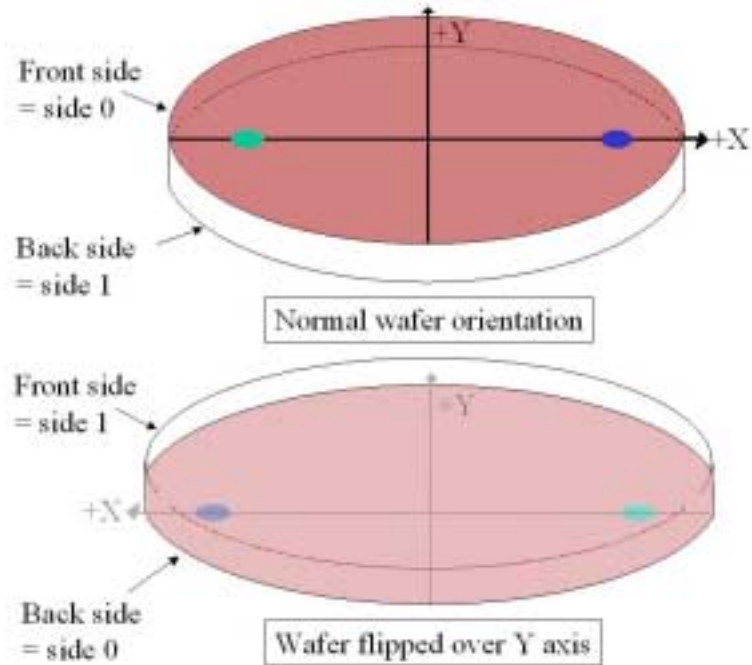 +Y
Front side
= side 0
+X
Back side
= side 1
Normal wafer orientation
Front side
= side 1
+Y
+X
Back side
= side 0
Wafer flipped over Y axis